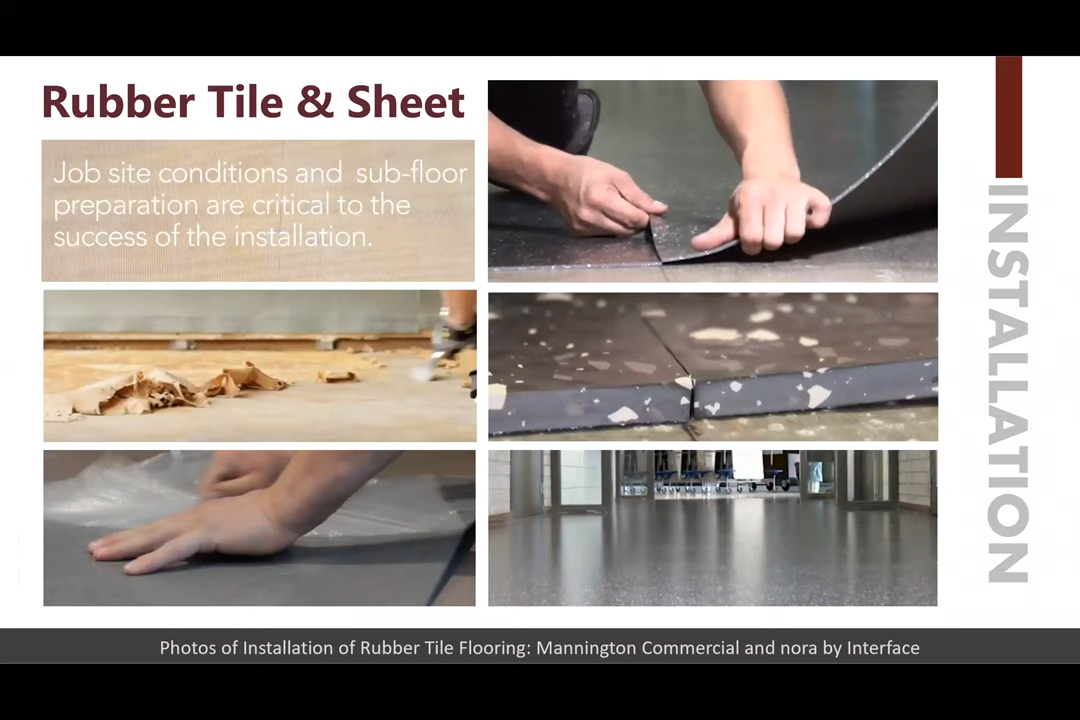 Rubber Tile & Sheet
Job site conditions and sub-floor
preparation are critical to the
success of the installation.
INSTALLATION
Photos of Installation of Rubber Tile Flooring: Mannington Commercial and nora by Interface